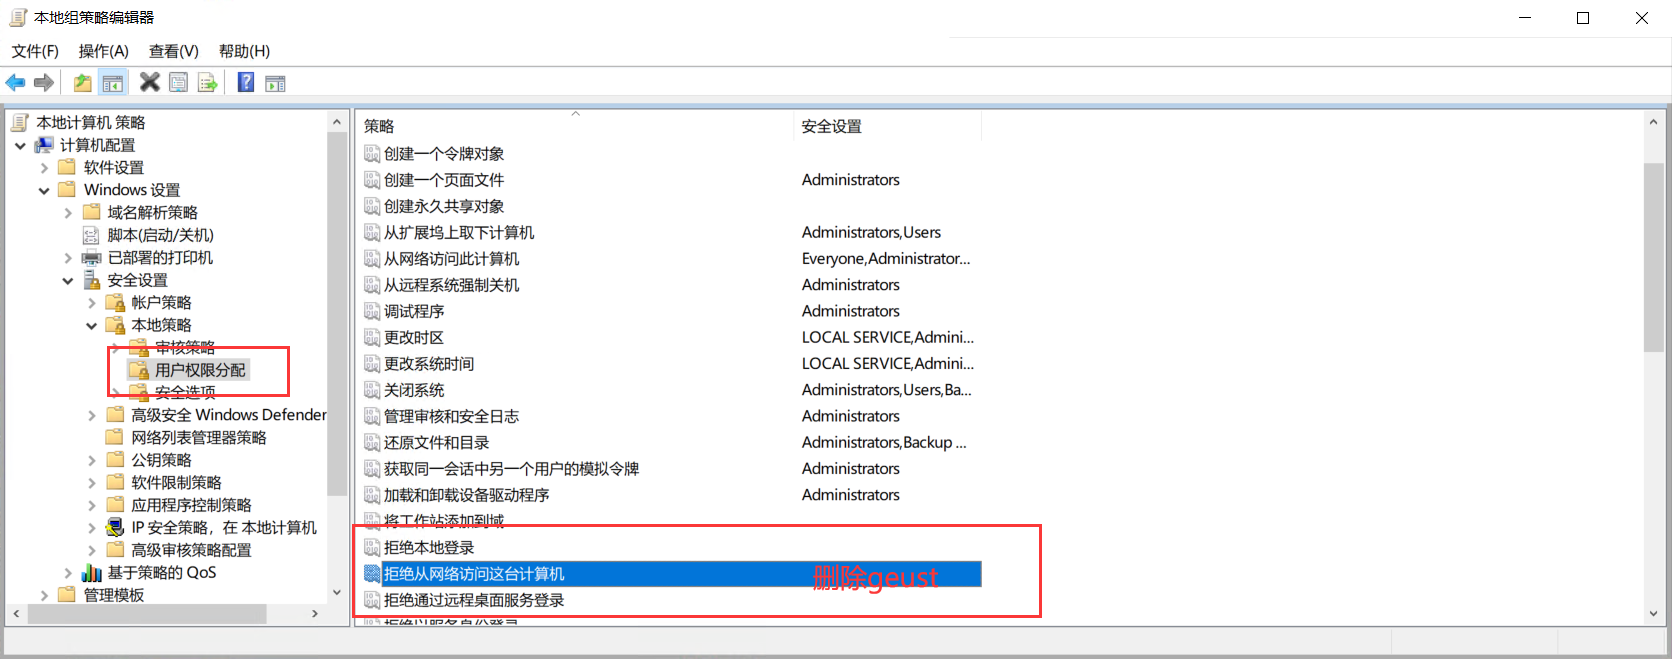 本地组策略编辑器
文件(F) 操作(A) 查看(V) 帮助(H)
本地计算机 策略
计算机配置
软件设置
Windows 设置
域名解析策略
脚本(启动/关机)
已部署的打印机
安全设置
帐户策略
本地策略
审核策略
用户权限分配
安全选项
高级安全 Windows Defender
网络列表管理器策略
公钥策略
软件限制策略
应用程序控制策略
IP 安全策略，在 本地计算机
高级审核策略配置
基于策略的 QoS
管理模板
策略 安全设置
创建一个令牌对象
创建一个页面文件 Administrators
创建永久共享对象
从扩展坞上取下计算机 Administrators,Users
从网络访问此计算机 Everyone,Administrator...
从远程系统强制关机 Administrators
调试程序 Administrators
更改时区 LOCAL SERVICE,Admini...
更改系统时间 LOCAL SERVICE,Admini...
关闭系统 Administrators,Users,Ba...
管理审核和安全日志 Administrators
还原文件和目录 Administrators,Backup ...
获取同一会话中另一个用户的模拟令牌 Administrators
加载和卸载设备驱动程序 Administrators
将工作站添加到域
拒绝本地登录
拒绝从网络访问这台计算机 删除geust
拒绝通过远程桌面服务登录
拒绝以服务身份登录